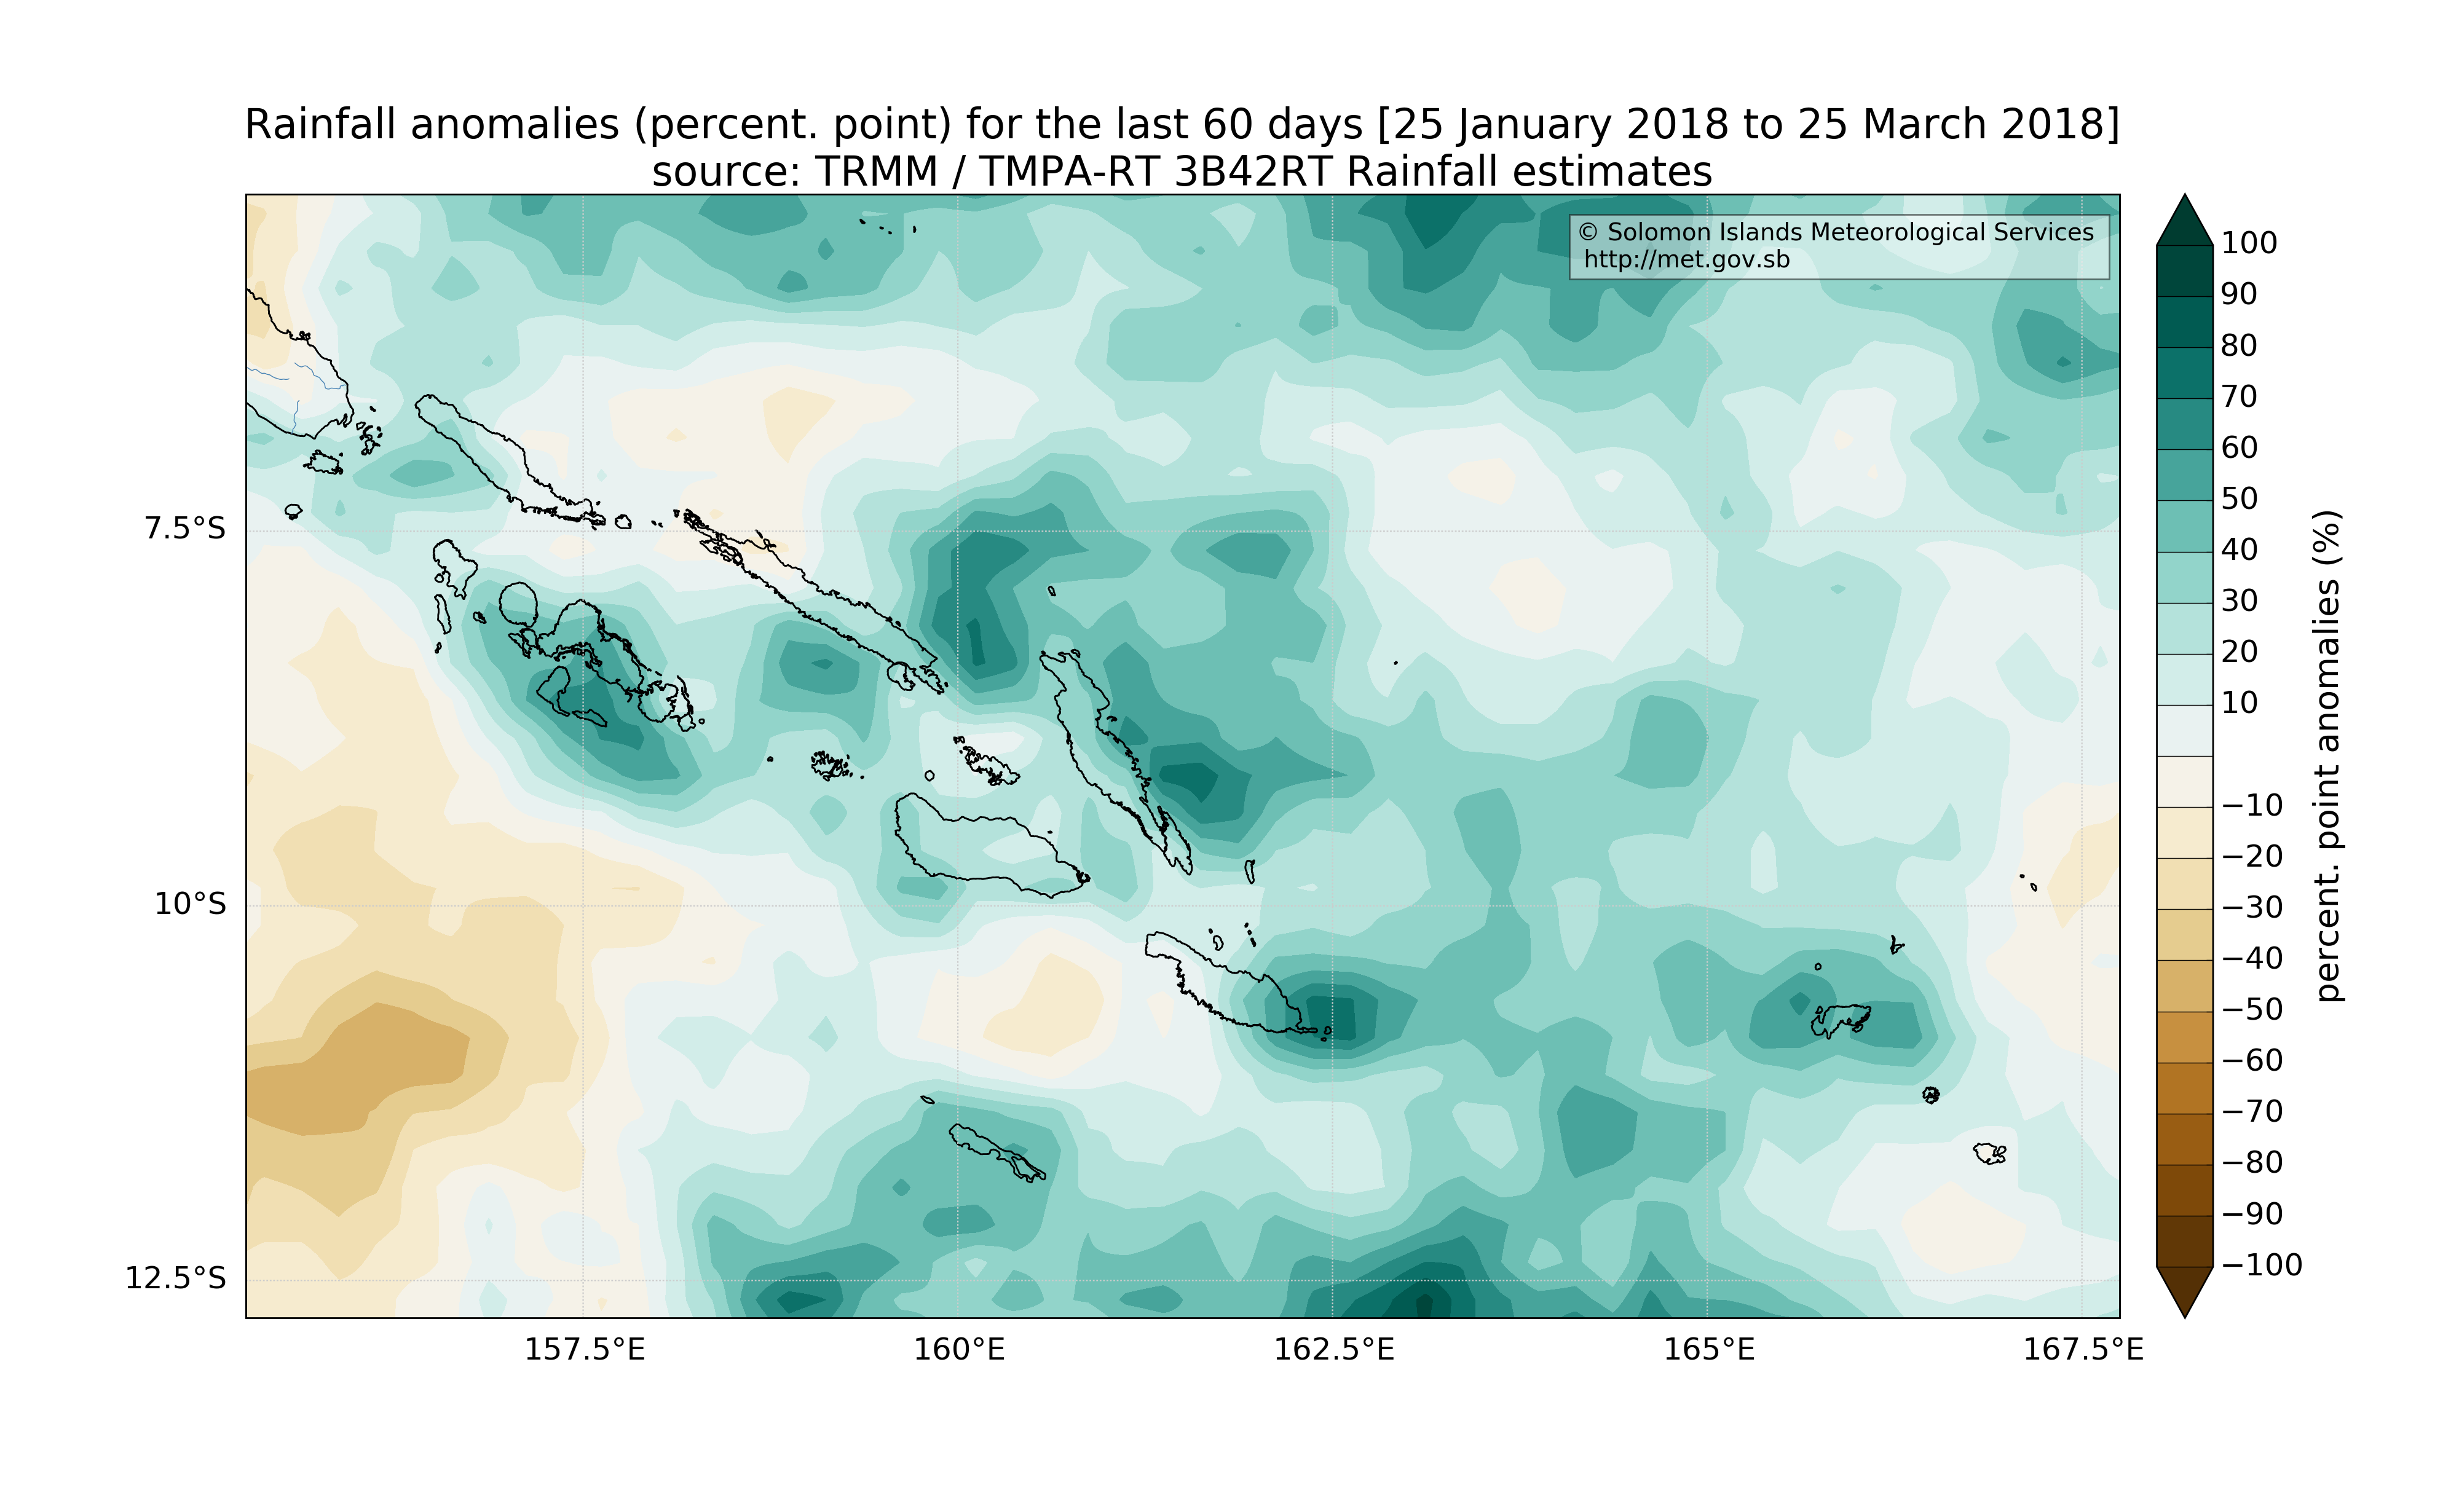 Rainfall anomalies (percent. point) for the last 60 days [25 January 2018 to 25 March 2018]
source: TRMM / TMPA-RT 3B42RT Rainfall estimates
© Solomon Islands Meteorological Services
http://met.gov.sb
7.5°S
10°S
12.5°S
157.5°E
160°E
162.5°E
165°E
167.5°E
100
90
80
70
60
50
40
30
20
10
−10
−20
−30
−40
−50
−60
−70
−80
−90
−100
percent. point anomalies (%)